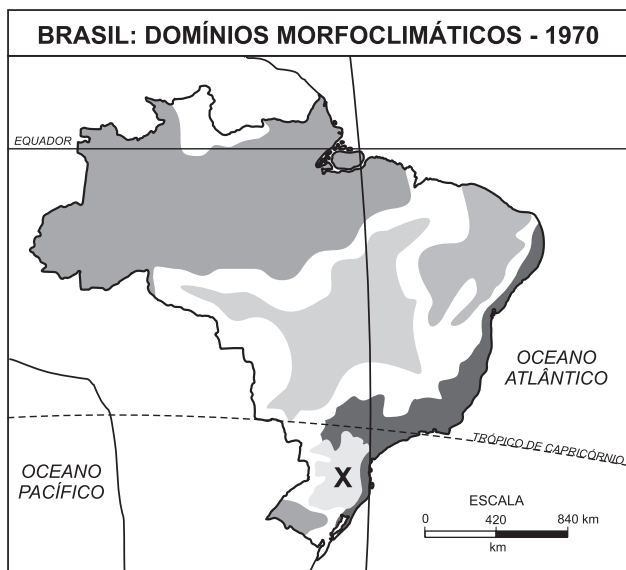 BRASIL: DOMÍNIOS MORFOCLIMÁTICOS - 1970
EQUADOR
OCEANO
ATLÂNTICO
TRÓPICO DE CAPRICÓRNIO
OCEANO
PACÍFICO
X
ESCALA
0 420 840 km
km